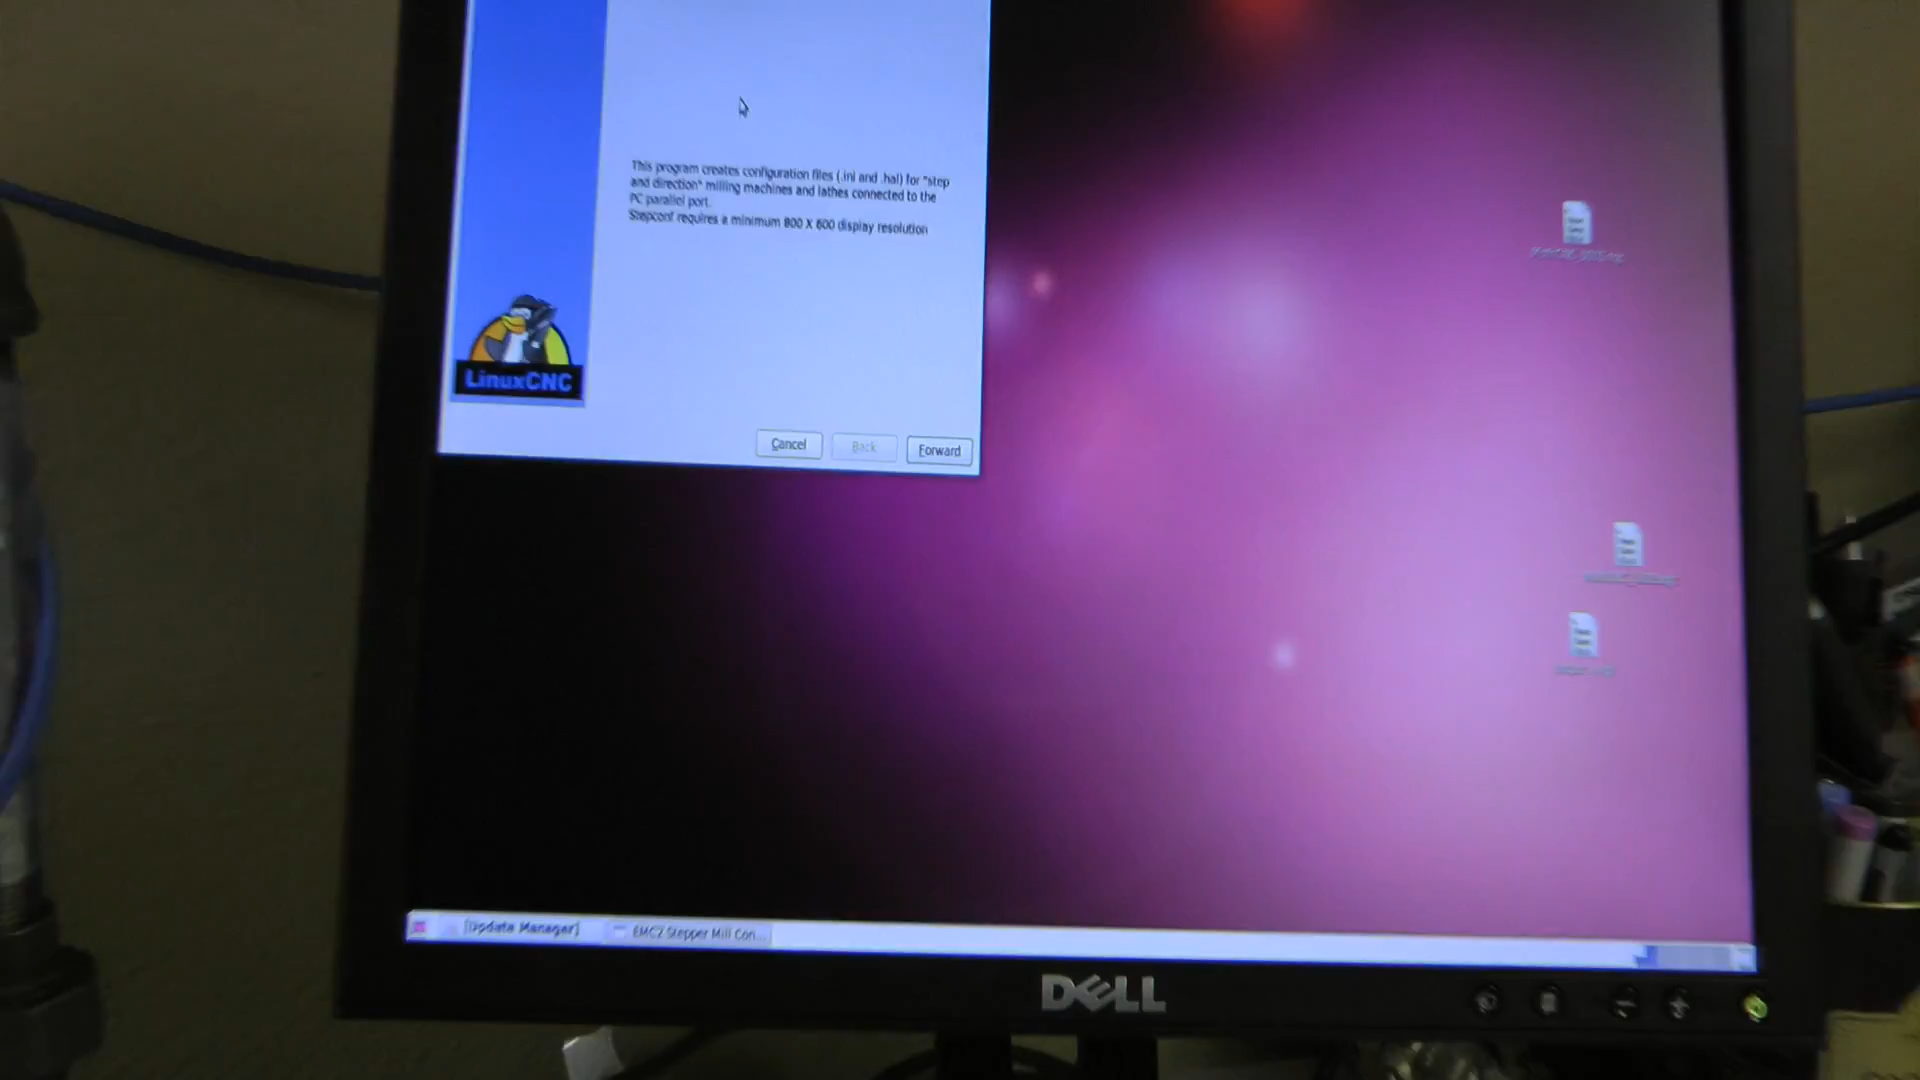 This program creates configuration files (.ini and .hal) for "step
and direction" milling machines and lathes connected to the
PC parallel port.
Stepconf requires a minimum 800 X 600 display resolution
LinuxCNC
Cancel
Back
Forward
[Update Manager]
EMC2 Stepper Mill Con...
DELL